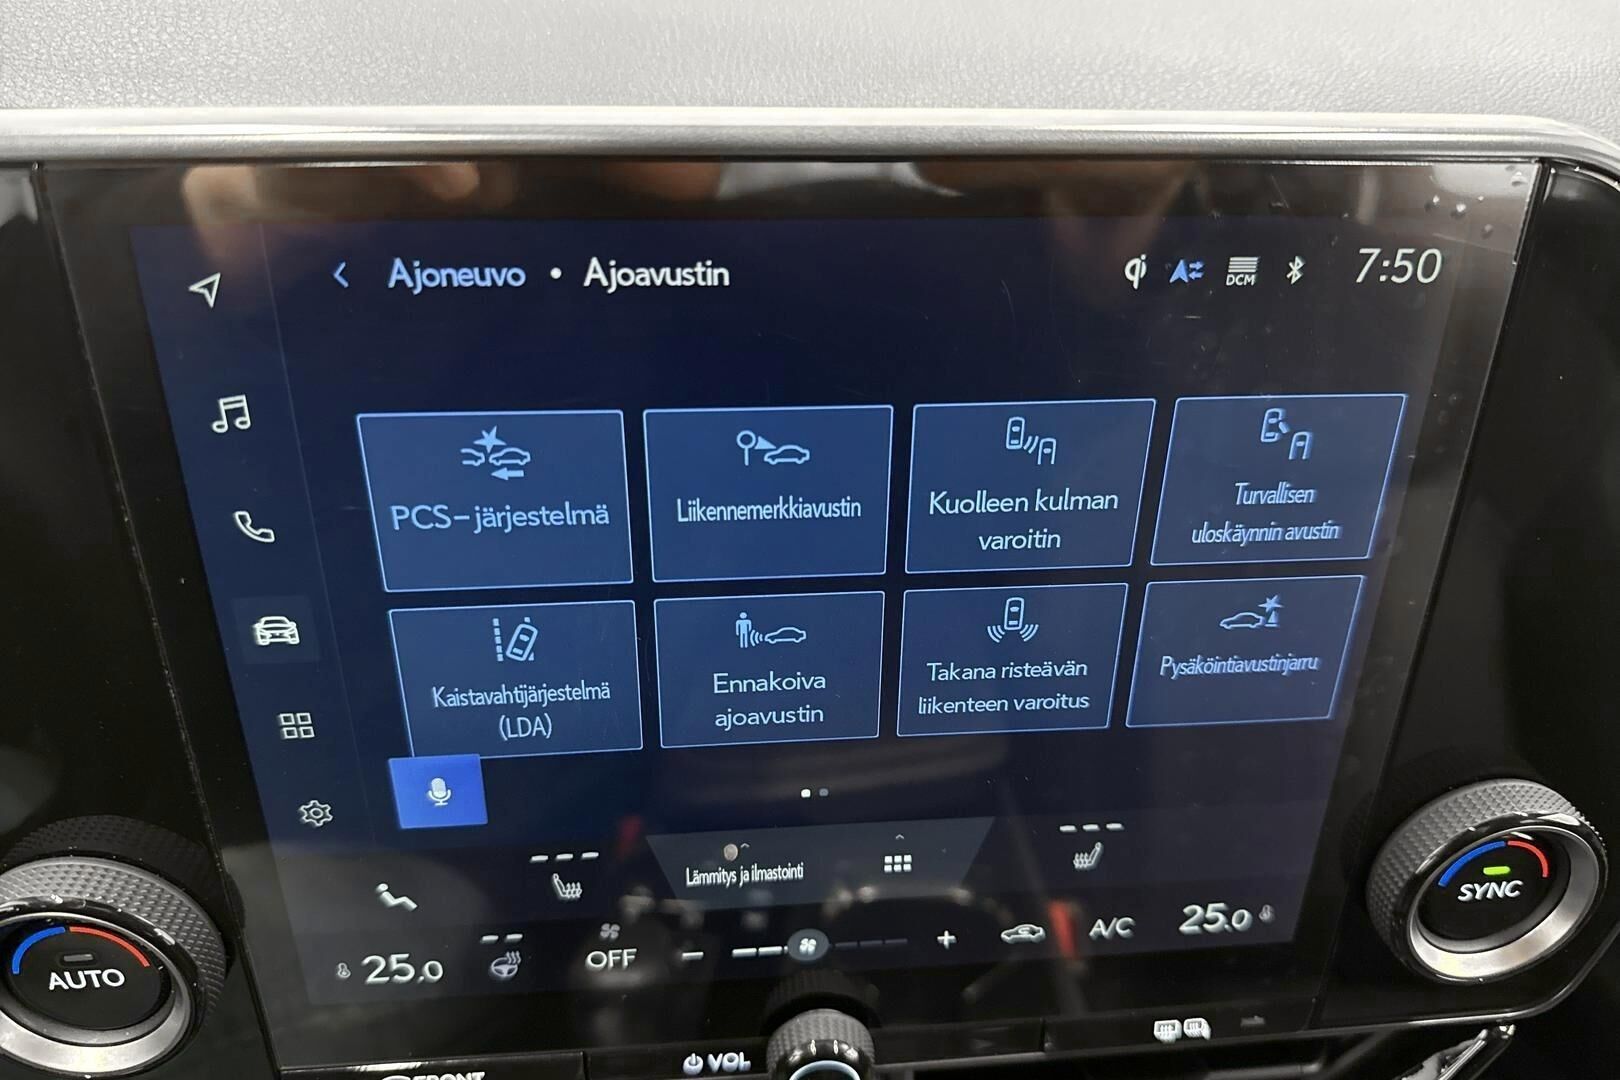 Ajoneuvo • Ajoavustin
DCM
7:50
PCS-järjestelmä
Liikennemerkkiavustin
Kuolleen kulman
varoitin
Turvallisen
uloskäynnin avustin
Kaistavahtijärjestelmä
(LDA)
Ennakoiva
ajoavustin
Takana risteävän
liikenteen varoitus
Pysäköintiavustinjarru
Lämmitys ja ilmastointi
25.0
OFF
A/C
25.0
AUTO
SYNC
VOL
FRONT